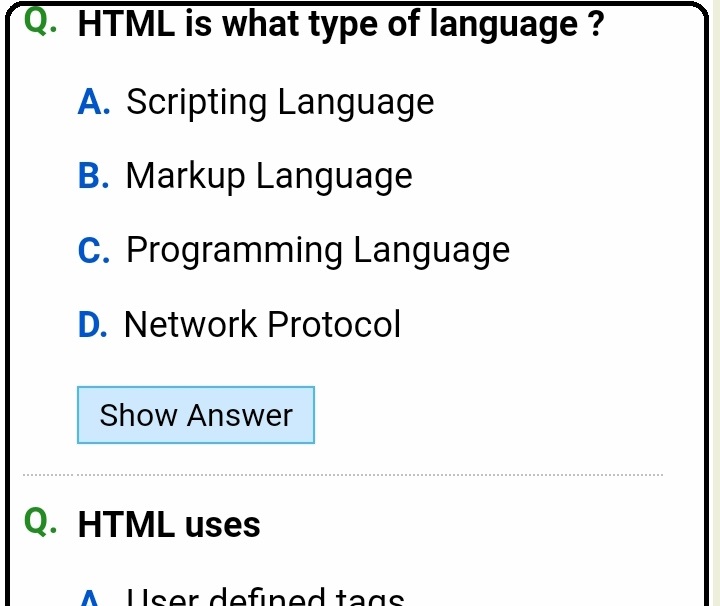 Q. HTML is what type of language ?
A. Scripting Language
B. Markup Language
C. Programming Language
D. Network Protocol
Show Answer
Q. HTML uses
A User defined tags